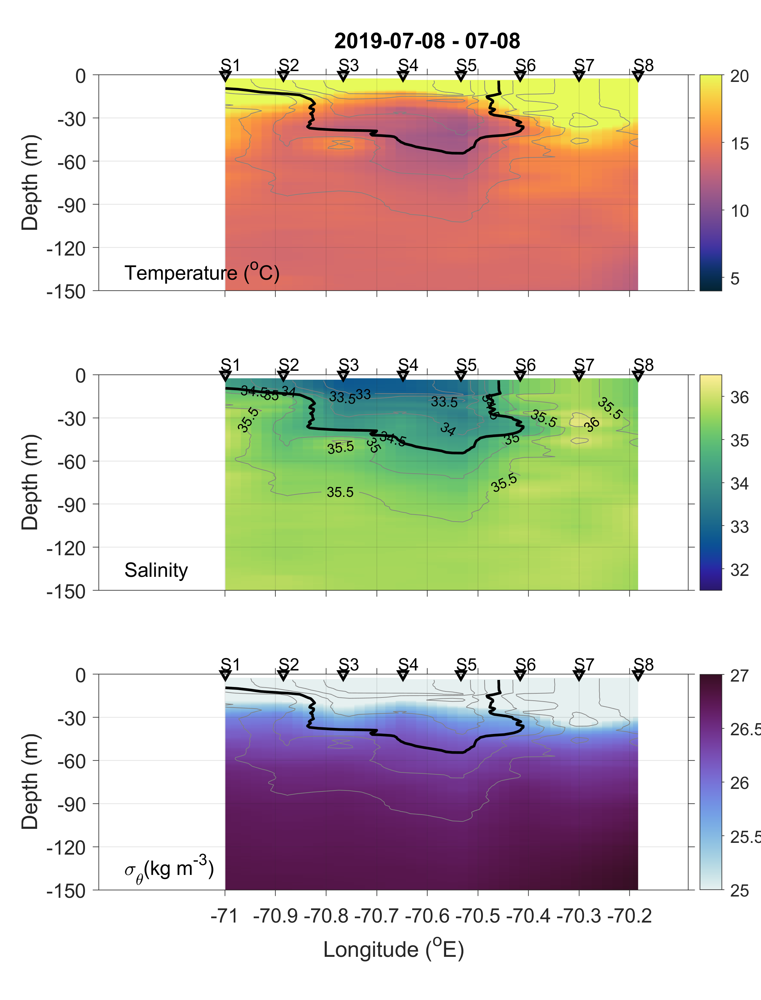 2019-07-08 - 07-08
S1 S2 S3 S4 S5 S6 S7 S8
0
-30
-60
-90
-120
-150
Depth (m)
Temperature (°C)
20
15
10
5
S1 S2 S3 S4 S5 S6 S7 S8
0
-30
-60
-90
-120
-150
Depth (m)
34.5 35 34 33.5 33 33.5 34.5 35.5 35.5
35.5 34 36
35.5 35 34.5 35
35.5 35.5
Salinity
36
35
34
33
32
S1 S2 S3 S4 S5 S6 S7 S8
0
-30
-60
-90
-120
-150
Depth (m)
σθ(kg m-3)
27
26.5
26
25.5
25
-71 -70.9 -70.8 -70.7 -70.6 -70.5 -70.4 -70.3 -70.2
Longitude (°E)